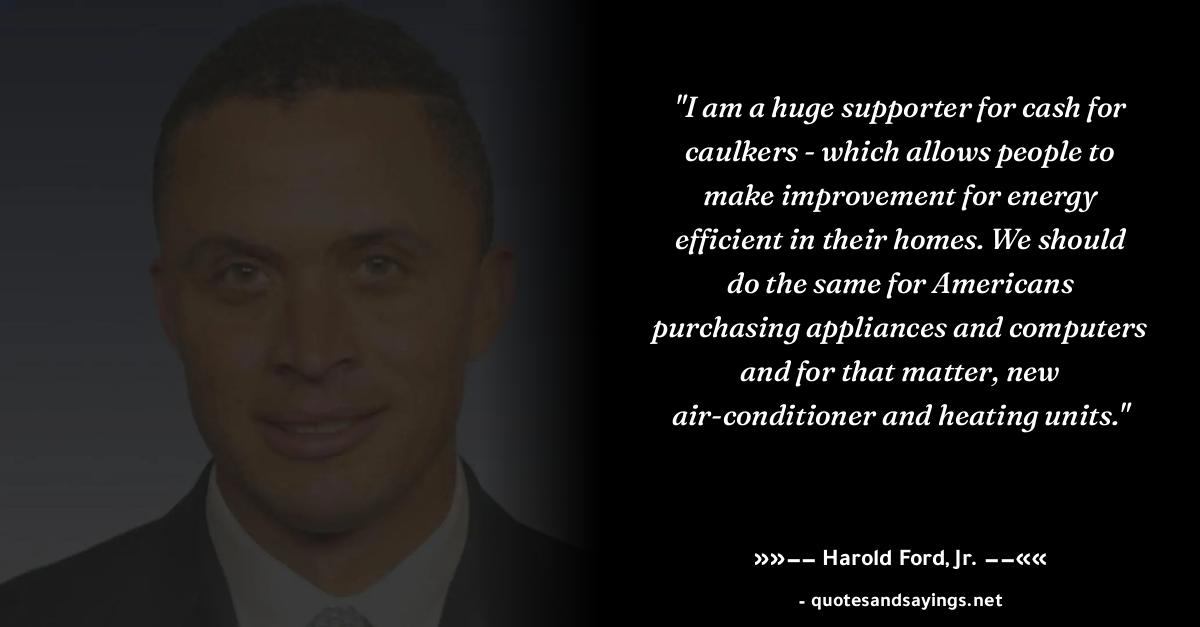 "I am a huge supporter for cash for
caulkers - which allows people to
make improvement for energy
efficient in their homes. We should
do the same for Americans
purchasing appliances and computers
and for that matter, new
air-conditioner and heating units."
»»–– Harold Ford, Jr. ––««
- quotesandsayings.net